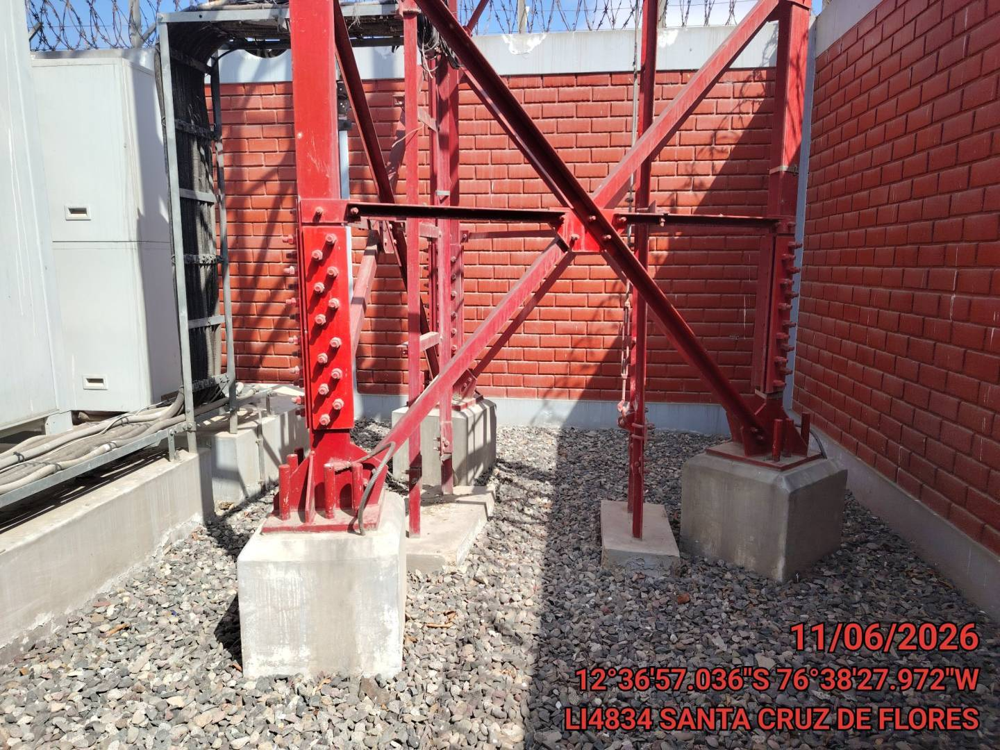 11/06/2026
12°36'57.036"S 76°38'27.972"W
LI4834 SANTA CRUZ DE FLORES